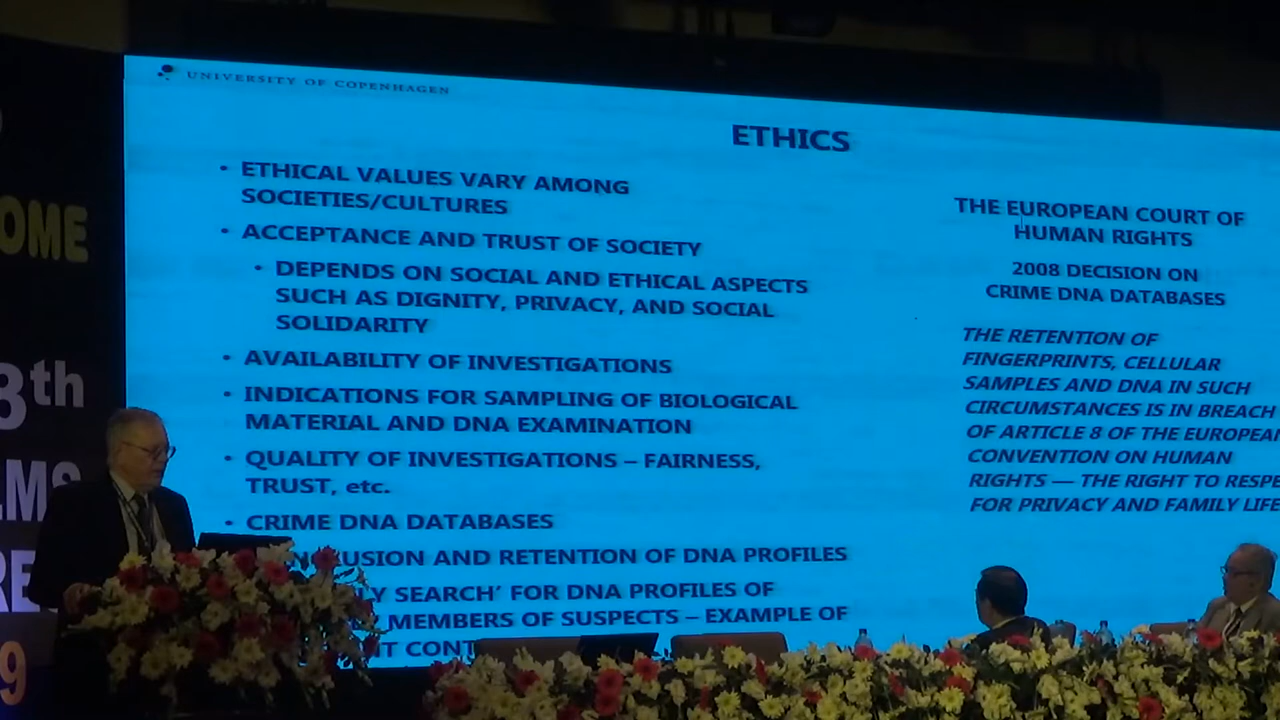 UNIVERSITY OF COPENHAGEN
ETHICS
• ETHICAL VALUES VARY AMONG
SOCIETIES/CULTURES
• ACCEPTANCE AND TRUST OF SOCIETY
• DEPENDS ON SOCIAL AND ETHICAL ASPECTS
SUCH AS DIGNITY, PRIVACY, AND SOCIAL
SOLIDARITY
• AVAILABILITY OF INVESTIGATIONS
• INDICATIONS FOR SAMPLING OF BIOLOGICAL
MATERIAL AND DNA EXAMINATION
• QUALITY OF INVESTIGATIONS – FAIRNESS,
TRUST, etc.
• CRIME DNA DATABASES
AND RETENTION OF DNA PROFILES
SEARCH’ FOR DNA PROFILES OF
MEMBERS OF SUSPECTS – EXAMPLE OF
THE EUROPEAN COURT OF
HUMAN RIGHTS
2008 DECISION ON
CRIME DNA DATABASES
THE RETENTION OF
FINGERPRINTS, CELLULAR
SAMPLES AND DNA IN SUCH
CIRCUMSTANCES IS IN BREACH
OF ARTICLE 8 OF THE EUROPEAN
CONVENTION ON HUMAN
RIGHTS — THE RIGHT TO
FOR PRIVACY AND FAMILY LIFE
OME
8th
9